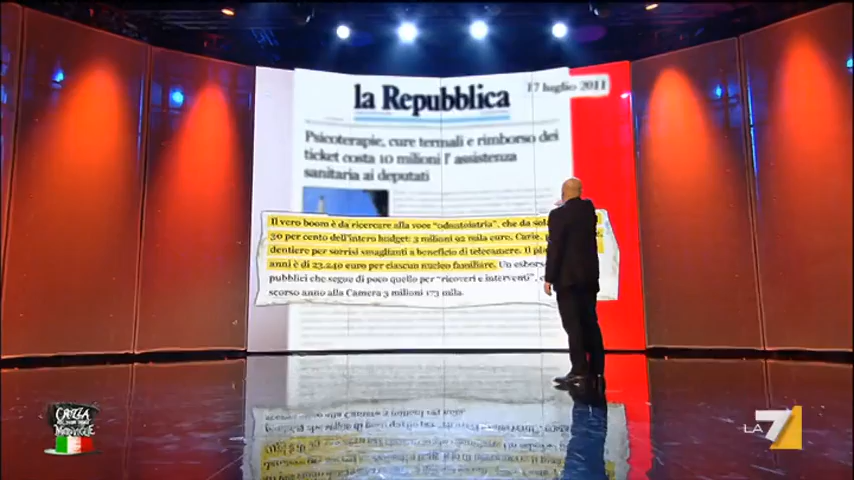 la Repubblica
17 luglio 2011
Psicoterapie, cure termali e rimborso dei
ticket costa 10 milioni l'assistenza
sanitaria ai deputati
Il vero boom è da ricercare alla voce "odontoiatria", che da sol
30 per cento dell'intero budget: 3 milioni 92 mila euro. Carie,
dentiere per sorrisi smaglianti a beneficio di telecamere. Il
anni è di 23.240 euro per ciascun nucleo familiare. Un esborso
pubblici che segue di poco quello per "ricoveri e interventi",
scorso anno alla Camera 3 milioni 173 mila.
LA 7